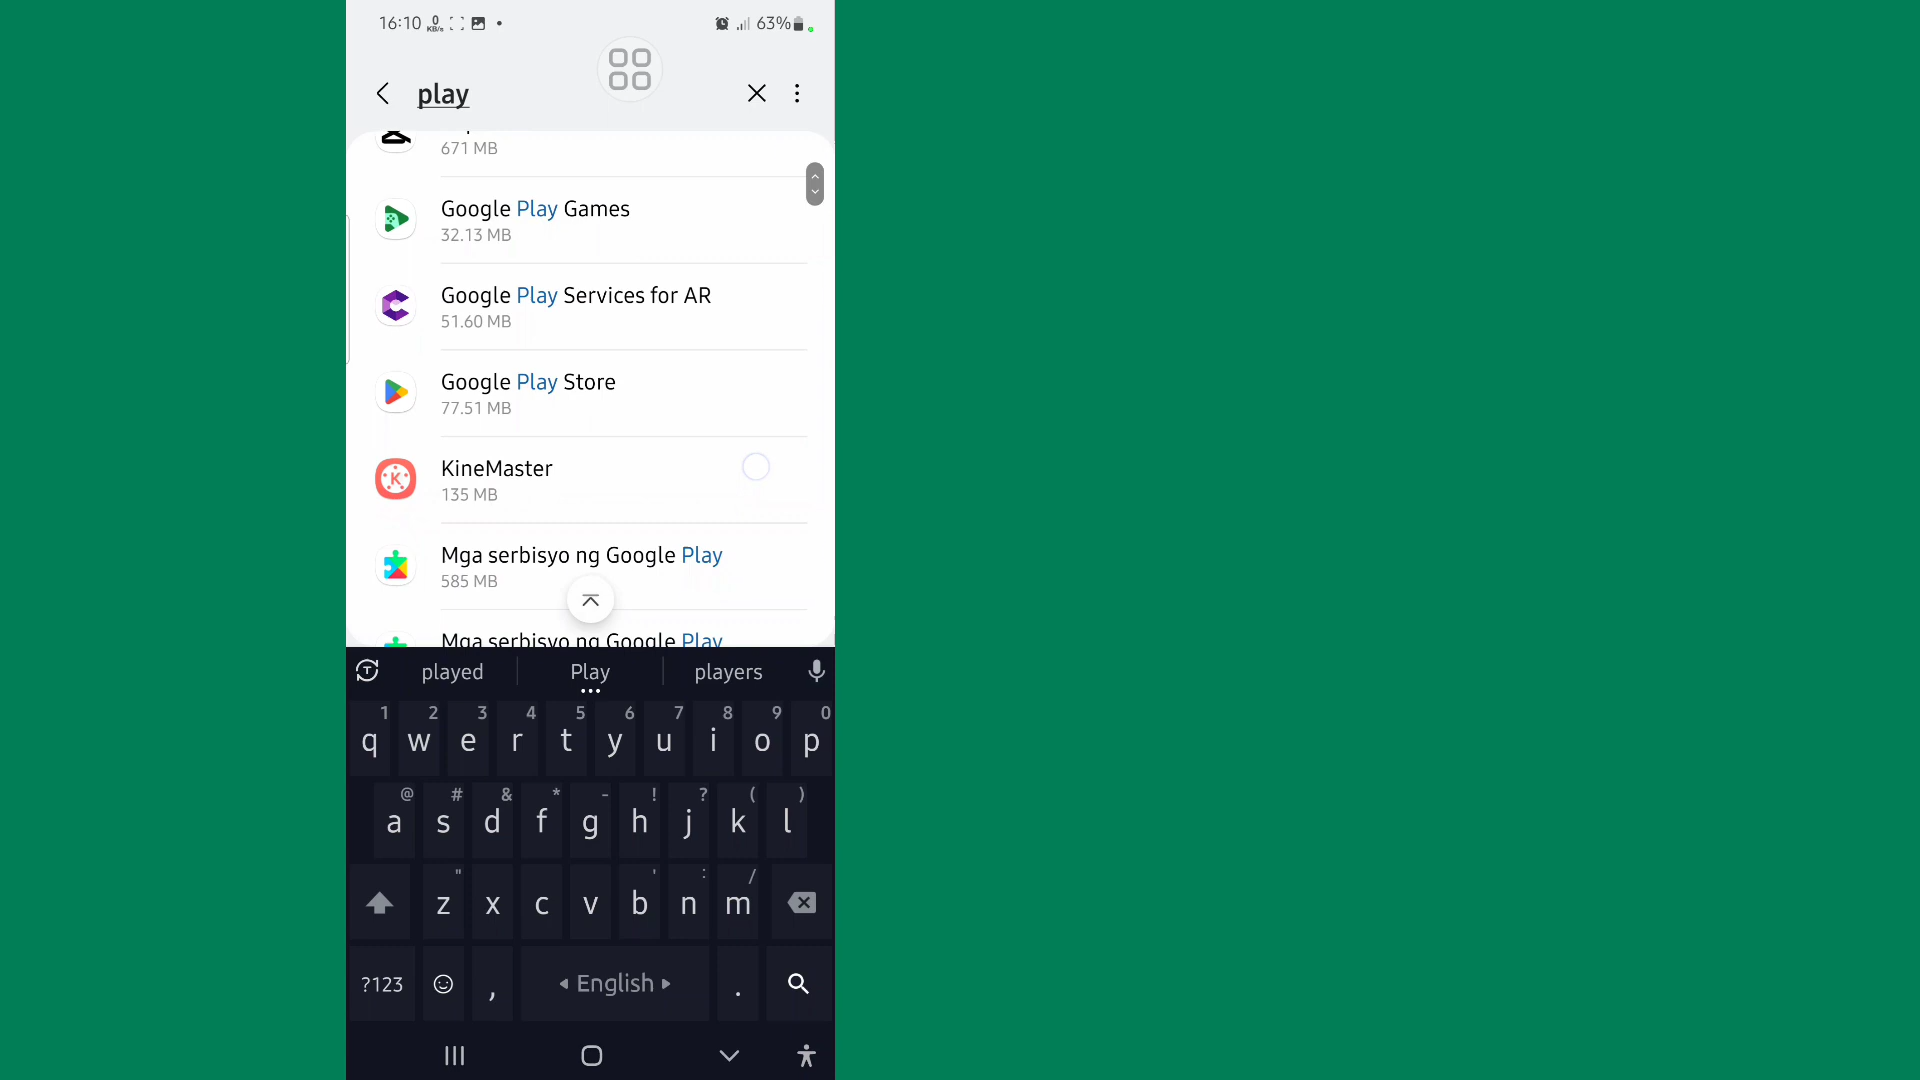 16:10 0 KB/s 63%
play
671 MB
Google Play Games
32.13 MB
Google Play Services for AR
51.60 MB
Google Play Store
77.51 MB
KineMaster
135 MB
Mga serbisyo ng Google Play
585 MB
Mga serbisyo ng Google Play
played Play players
1 2 3 4 5 6 7 8 9 0
q w e r t y u i o p
@ # & * - ! ? ( )
a s d f g h j k l
" ' : /
z x c v b n m
?123 , English .